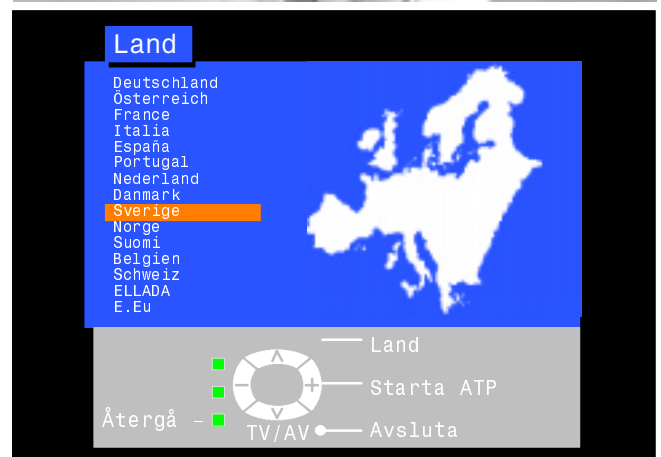 Land
Deutschland
Österreich
France
Italia
España
Portugal
Nederland
Danmark
Sverige
Norge
Suomi
Belgien
Schweiz
ELLADA
E.Eu
Land
Starta ATP
Återgå
TV/AV
Avsluta